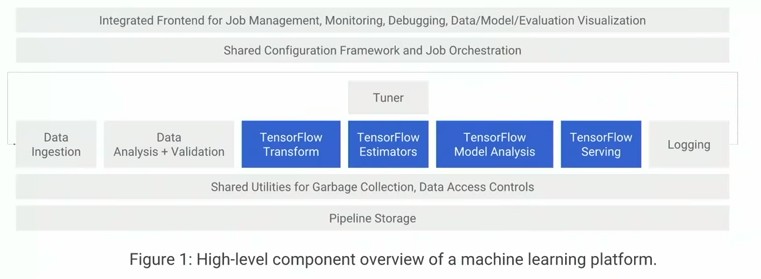 Integrated Frontend for Job Management, Monitoring, Debugging, Data/Model/Evaluation Visualization
Shared Configuration Framework and Job Orchestration
Tuner
Data
Ingestion
Data
Analysis + Validation
TensorFlow
Transform
TensorFlow
Estimators
TensorFlow
Model Analysis
TensorFlow
Serving
Logging
Shared Utilities for Garbage Collection, Data Access Controls
Pipeline Storage
Figure 1: High-level component overview of a machine learning platform.